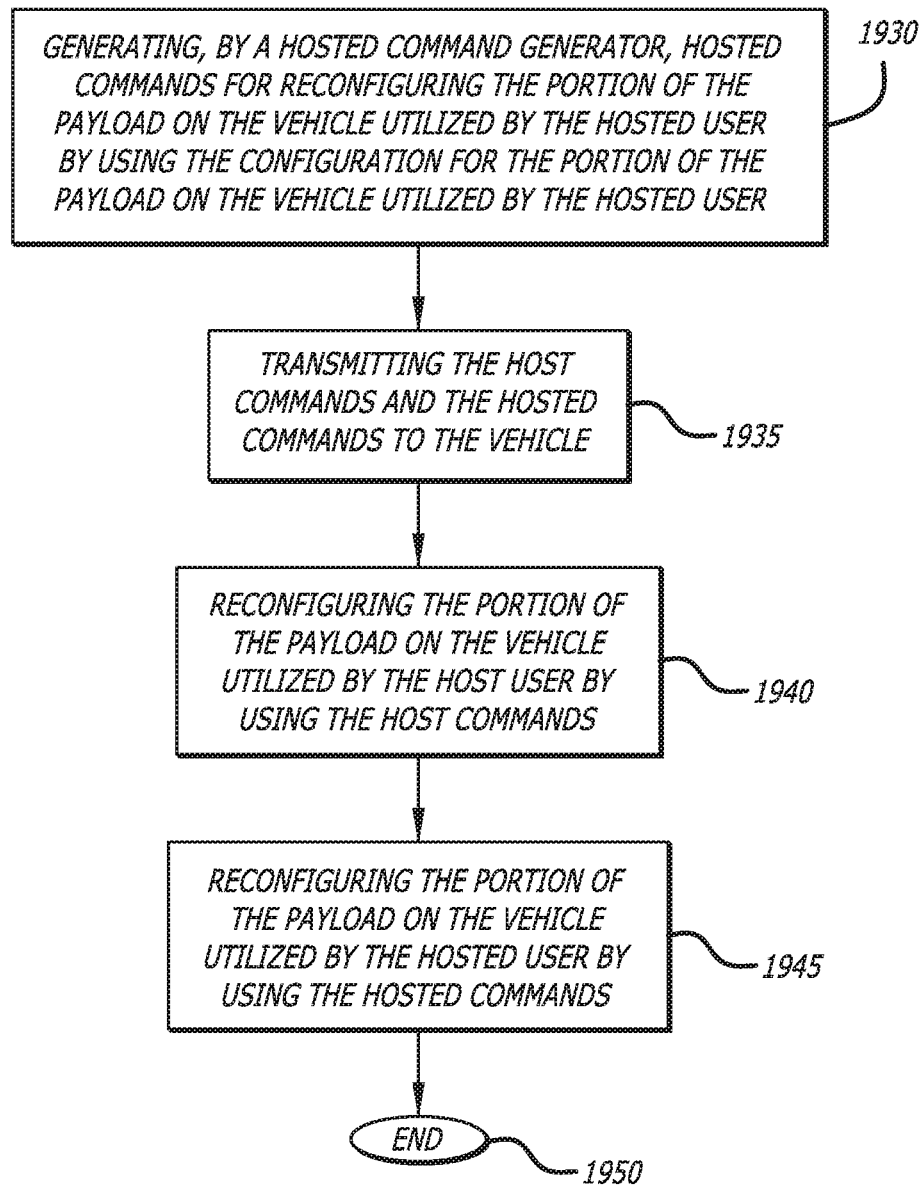 GENERATING, BY A HOSTED COMMAND GENERATOR, HOSTED
COMMANDS FOR RECONFIGURING THE PORTION OF THE
PAYLOAD ON THE VEHICLE UTILIZED BY THE HOSTED USER
BY USING THE CONFIGURATION FOR THE PORTION OF THE
PAYLOAD ON THE VEHICLE UTILIZED BY THE HOSTED USER
1930
TRANSMITTING THE HOST
COMMANDS AND THE HOSTED
COMMANDS TO THE VEHICLE
1935
RECONFIGURING THE PORTION OF
THE PAYLOAD ON THE VEHICLE
UTILIZED BY THE HOST USER BY
USING THE HOST COMMANDS
1940
RECONFIGURING THE PORTION OF
THE PAYLOAD ON THE VEHICLE
UTILIZED BY THE HOSTED USER BY
USING THE HOSTED COMMANDS
1945
END
1950